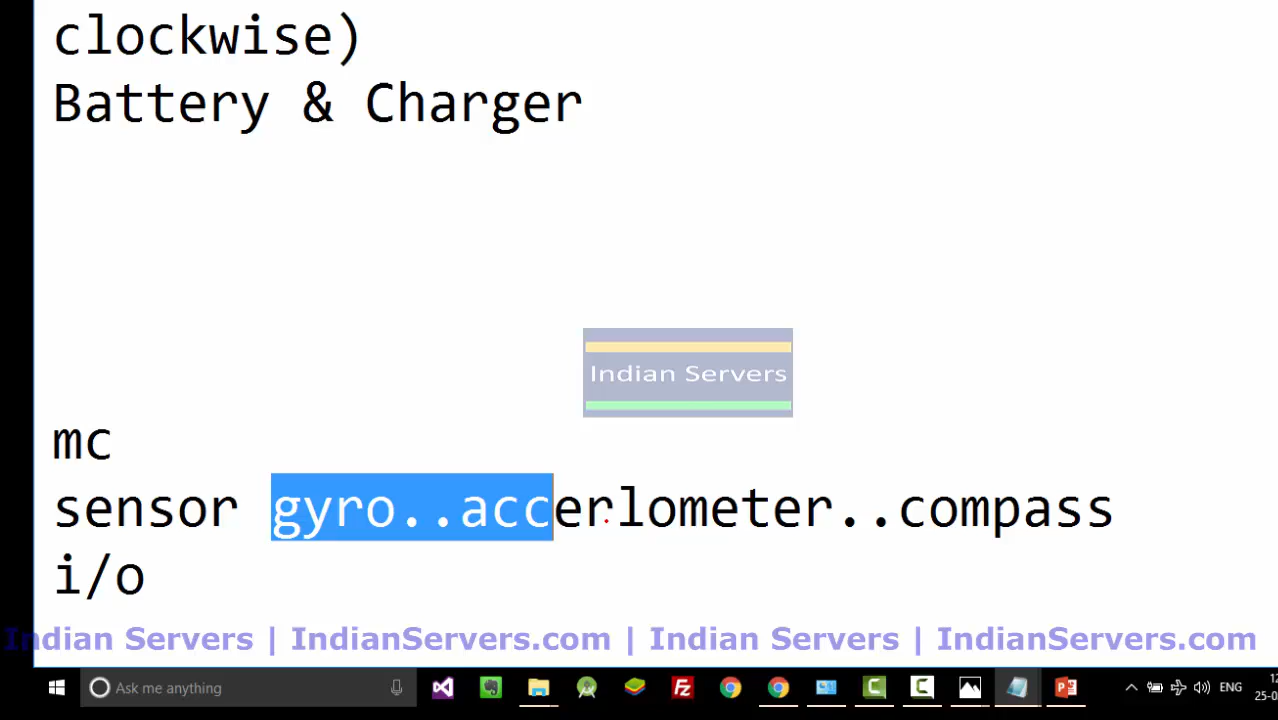 clockwise)
Battery & Charger
Indian Servers
mc
sensor gyro..accerlometer..compass
i/o
Indian Servers | IndianServers.com | Indian Servers | IndianServers.com
Ask me anything
ENG